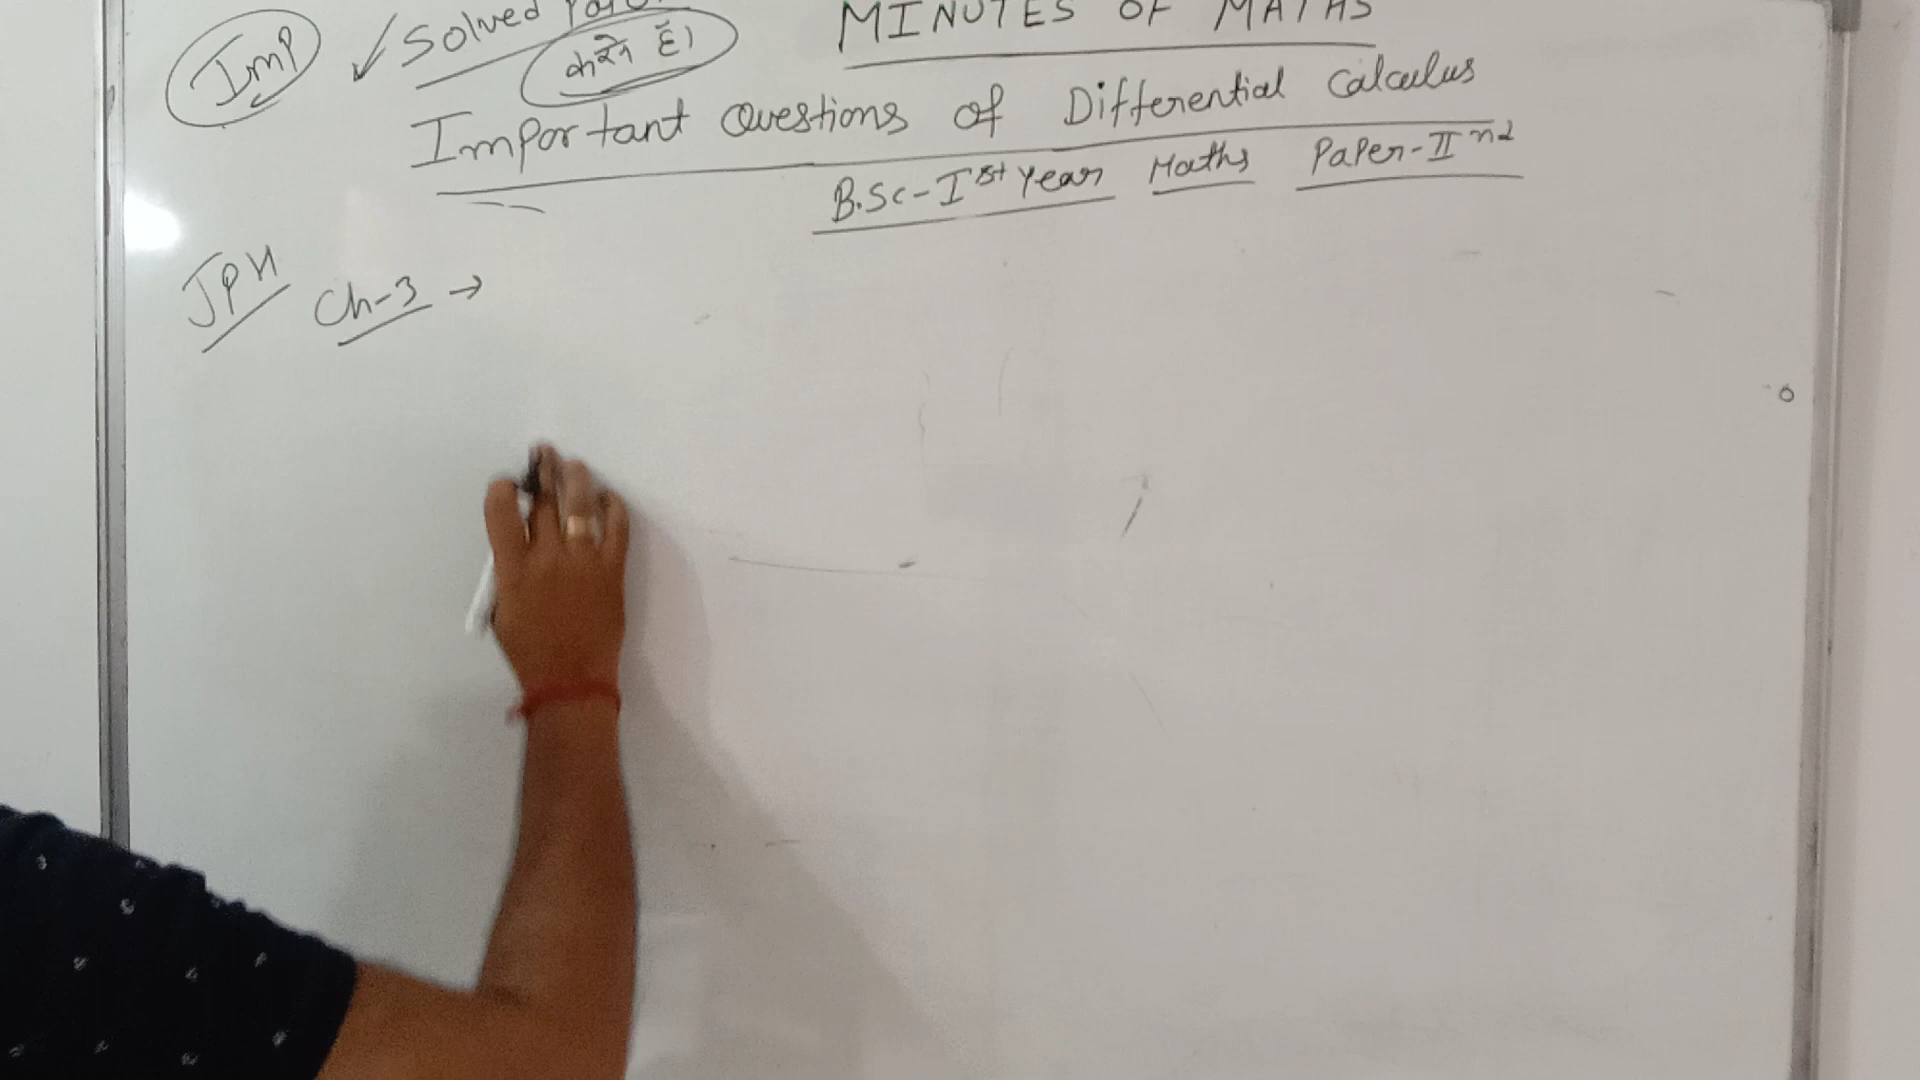 MINUTES OF MATHS
Imp ✓ Solved
करने हैं।
Important Questions of Differential Calculus
B.Sc-Ist Year Maths Paper-IInd
JPH Ch-3 →